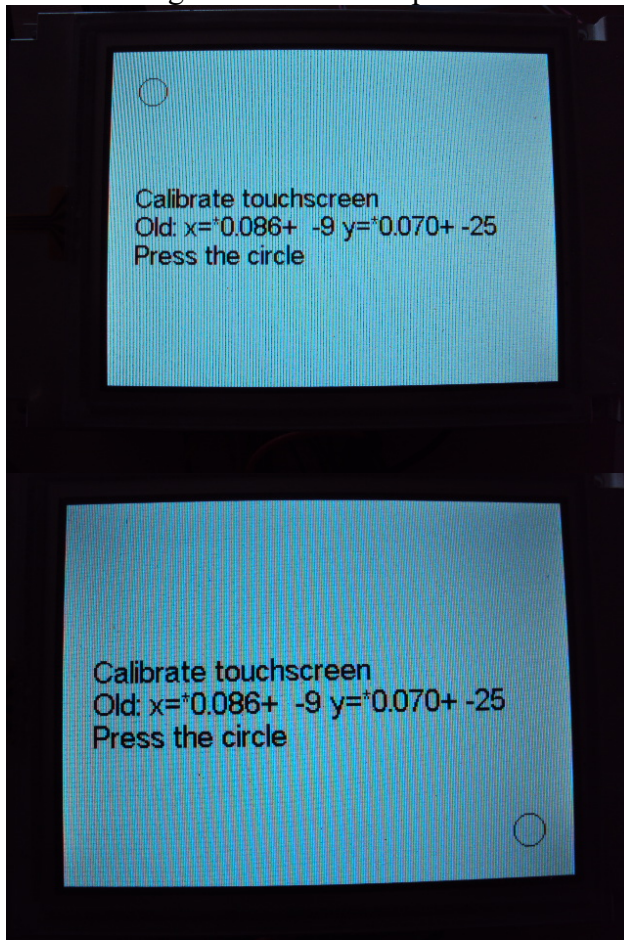 Calibrate touchscreen
Old: x=*0.086+  -9 y=*0.070+ -25
Press the circle
Calibrate touchscreen
Old: x=*0.086+  -9 y=*0.070+ -25
Press the circle